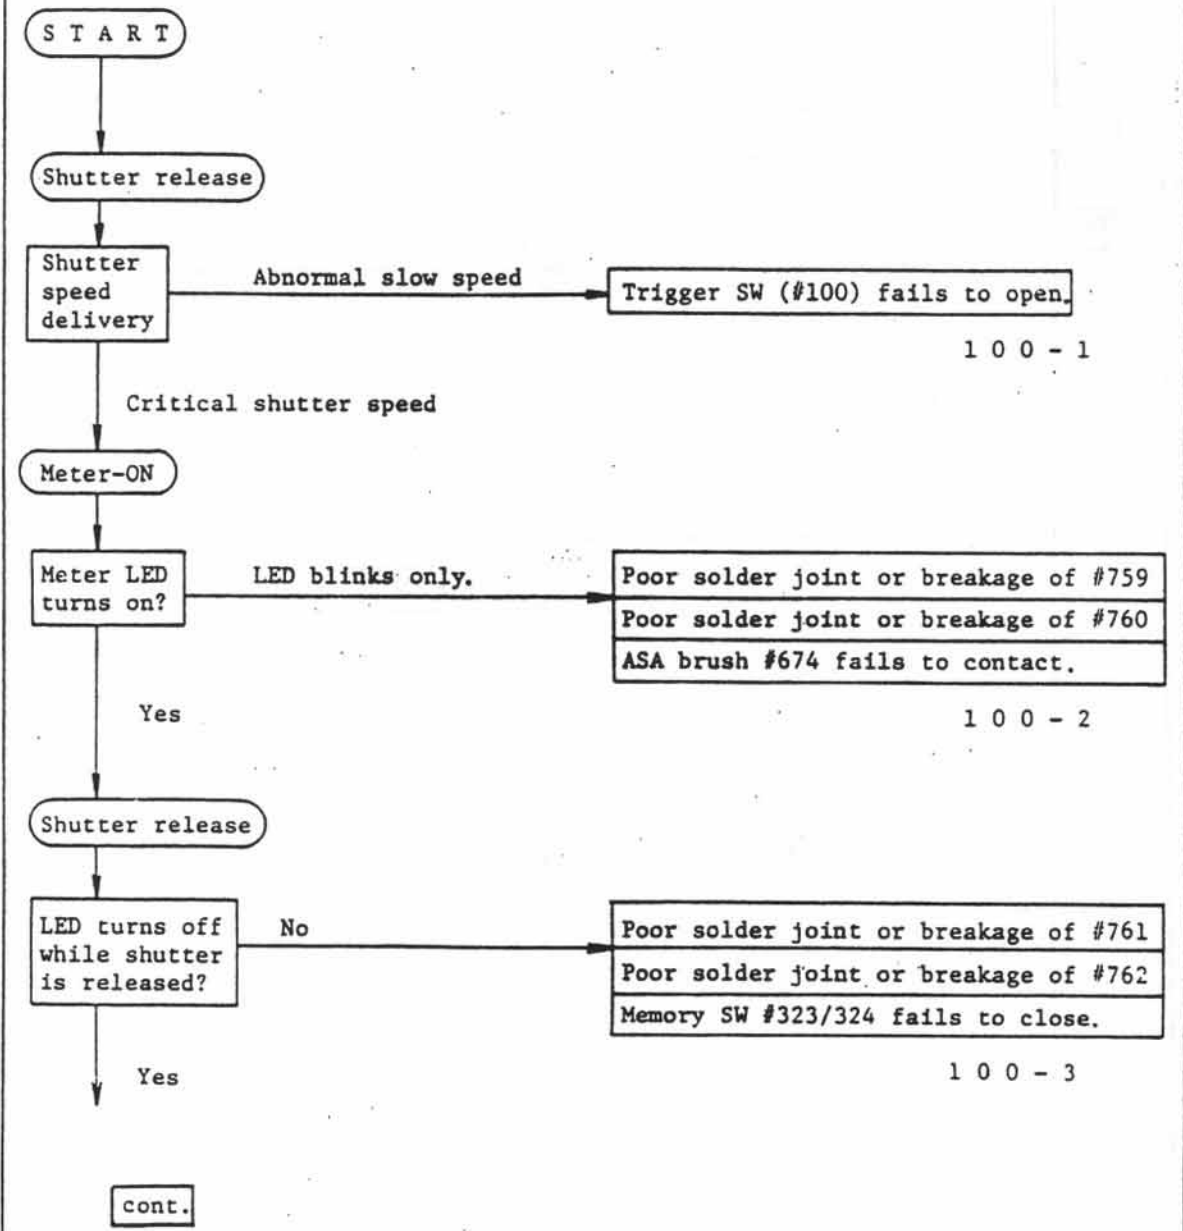 S T A R T
Shutter release
Shutter
speed
delivery
Abnormal slow speed
Trigger SW (#100) fails to open.
1 0 0 - 1
Critical shutter speed
Meter-ON
Meter LED
turns on?
LED blinks only.
Poor solder joint or breakage of #759
Poor solder joint or breakage of #760
ASA brush #674 fails to contact.
1 0 0 - 2
Yes
Shutter release
LED turns off
while shutter
is released?
No
Poor solder joint or breakage of #761
Poor solder joint or breakage of #762
Memory SW #323/324 fails to close.
1 0 0 - 3
Yes
cont.